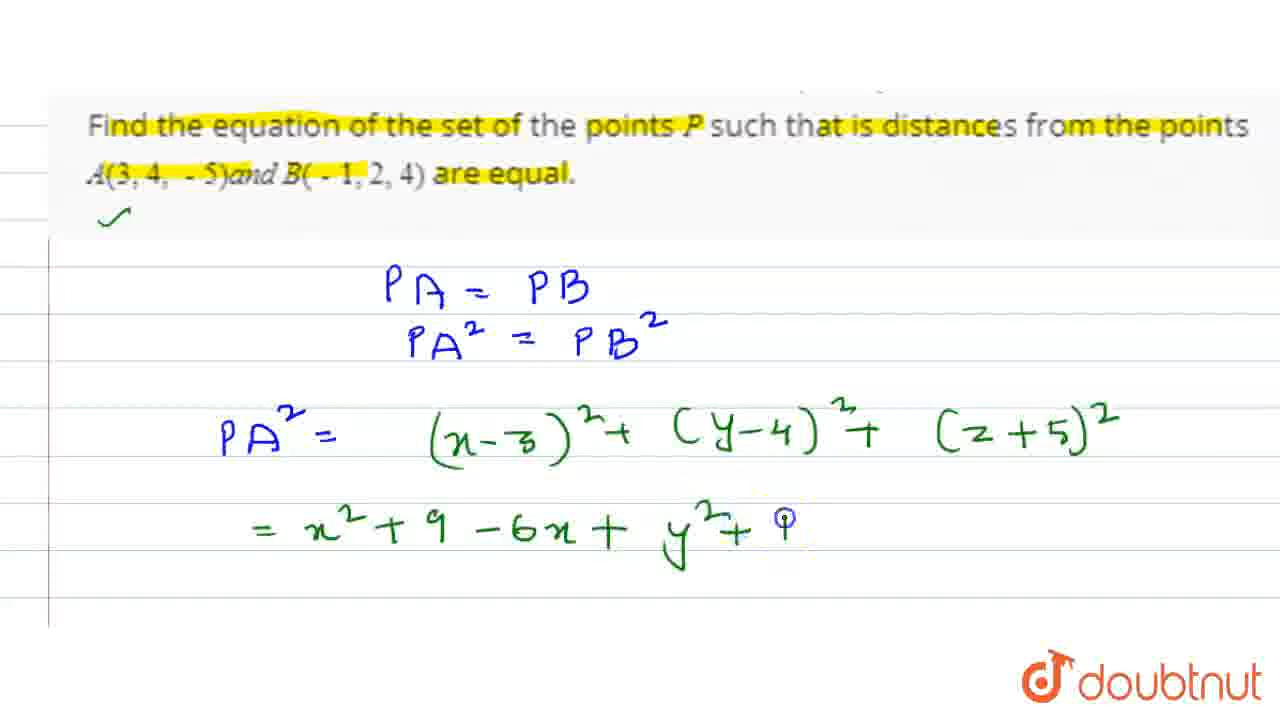 Find the equation of the set of the points P such that is distances from the points
A(3, 4, - 5)and B( - 1, 2, 4) are equal.
PA = PB
PA² = PB²
PA² = (x-3)² + (y-4)² + (z+5)²
= x² + 9 - 6x + y² +
doubtnut